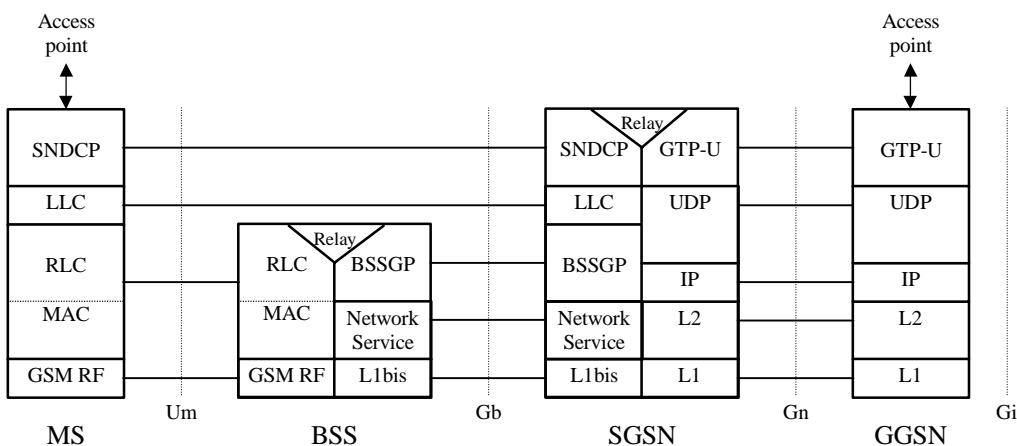 Access
point
Access
point
SNDCP
Relay
SNDCP
GTP-U
GTP-U
LLC
LLC
UDP
UDP
Relay
RLC
RLC
BSSGP
BSSGP
IP
IP
MAC
MAC
Network
Service
Network
Service
L2
L2
GSM RF
GSM RF
L1bis
L1bis
L1
L1
Um
Gb
Gn
Gi
MS
BSS
SGSN
GGSN